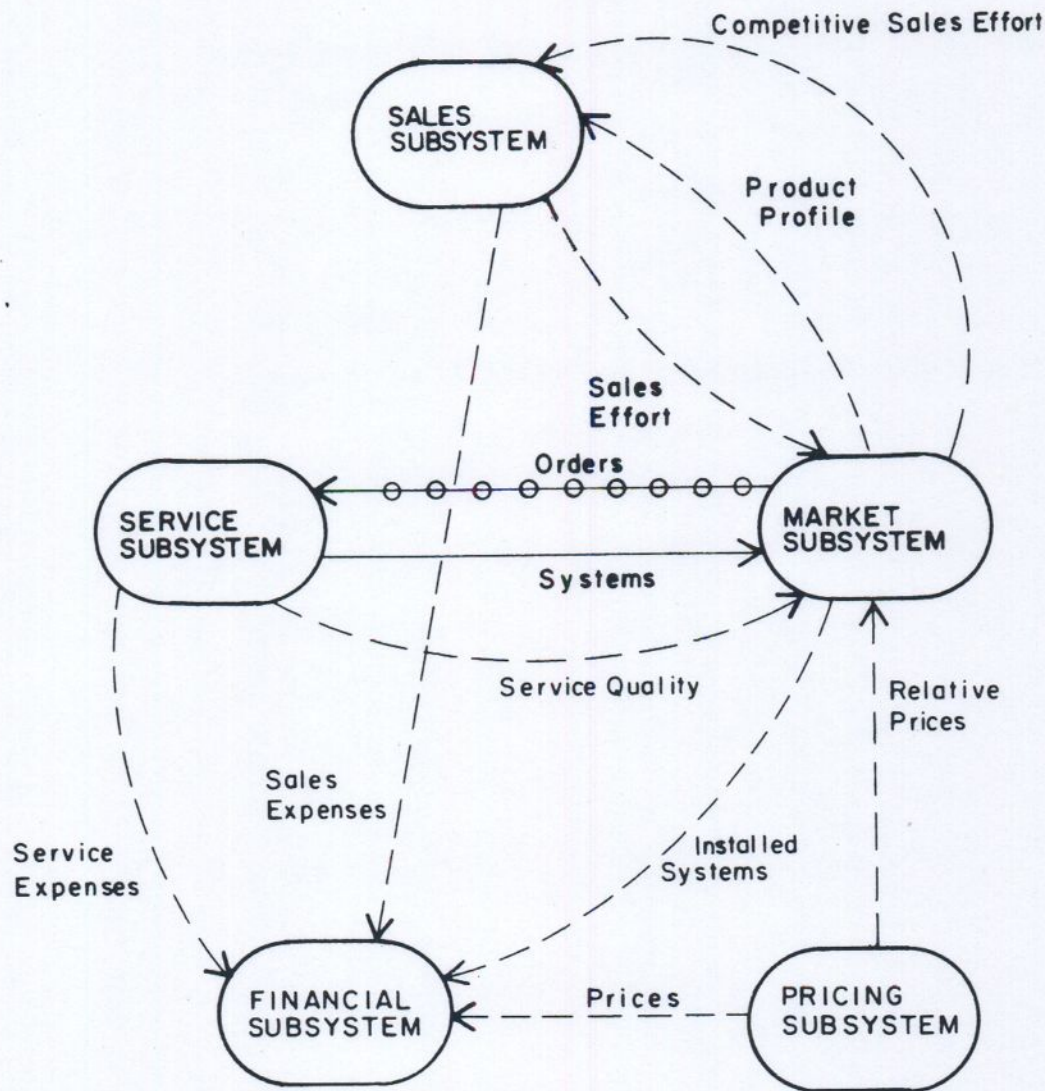 Competitive Sales Effort
SALES
SUBSYSTEM
Product
Profile
Sales
Effort
Orders
SERVICE
SUBSYSTEM
MARKET
SUBSYSTEM
Systems
Service Quality
Relative
Prices
Sales
Expenses
Installed
Systems
Service
Expenses
FINANCIAL
SUBSYSTEM
Prices
PRICING
SUBSYSTEM